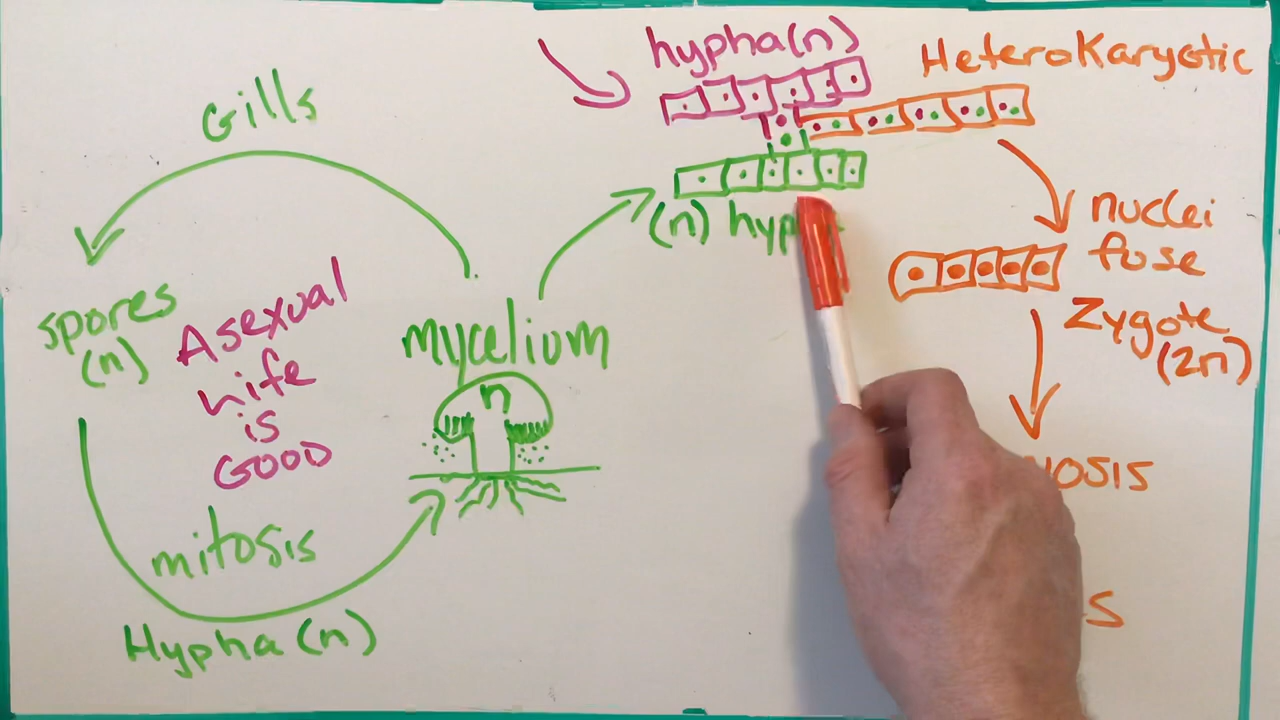 Gills
spores
(n)
Asexual
Life
is
GOOD
mitosis
Hypha (n)
mycelium
n
hypha(n)
HeteroKaryotic
(n)
nuclei
fuse
Zygote
(2n)